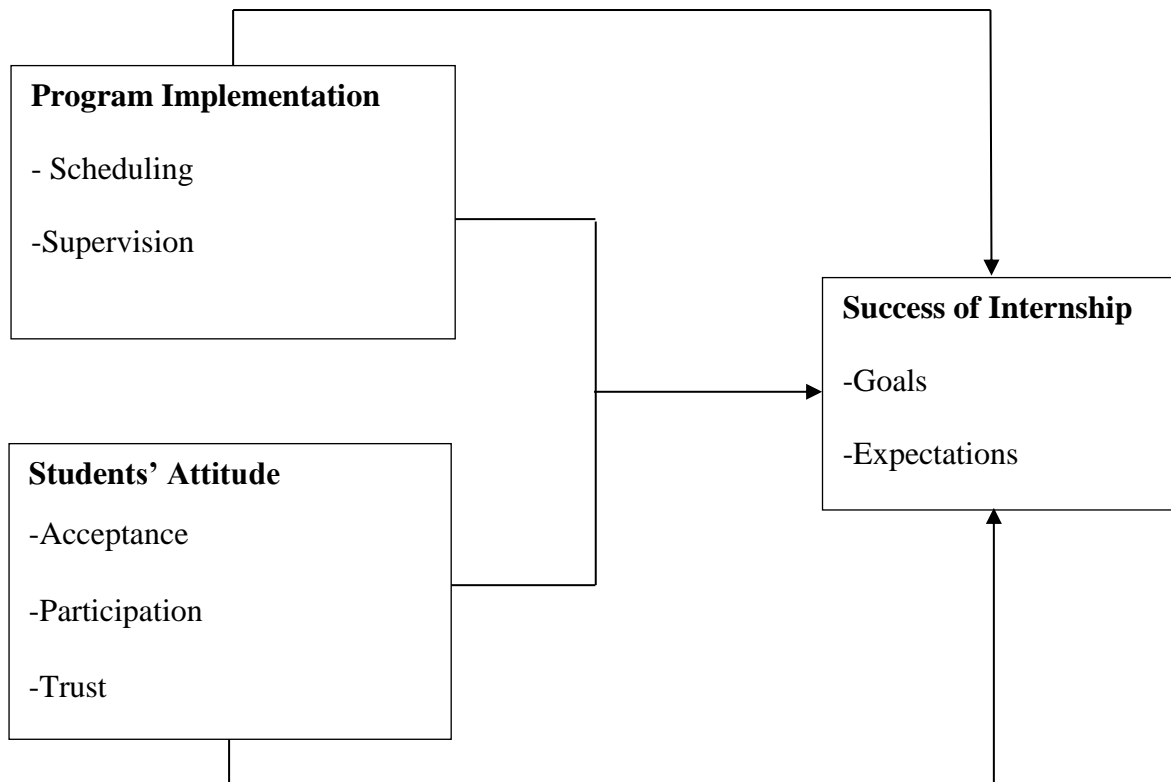 Program Implementation
- Scheduling
-Supervision
Success of Internship
-Goals
-Expectations
Students’ Attitude
-Acceptance
-Participation
-Trust